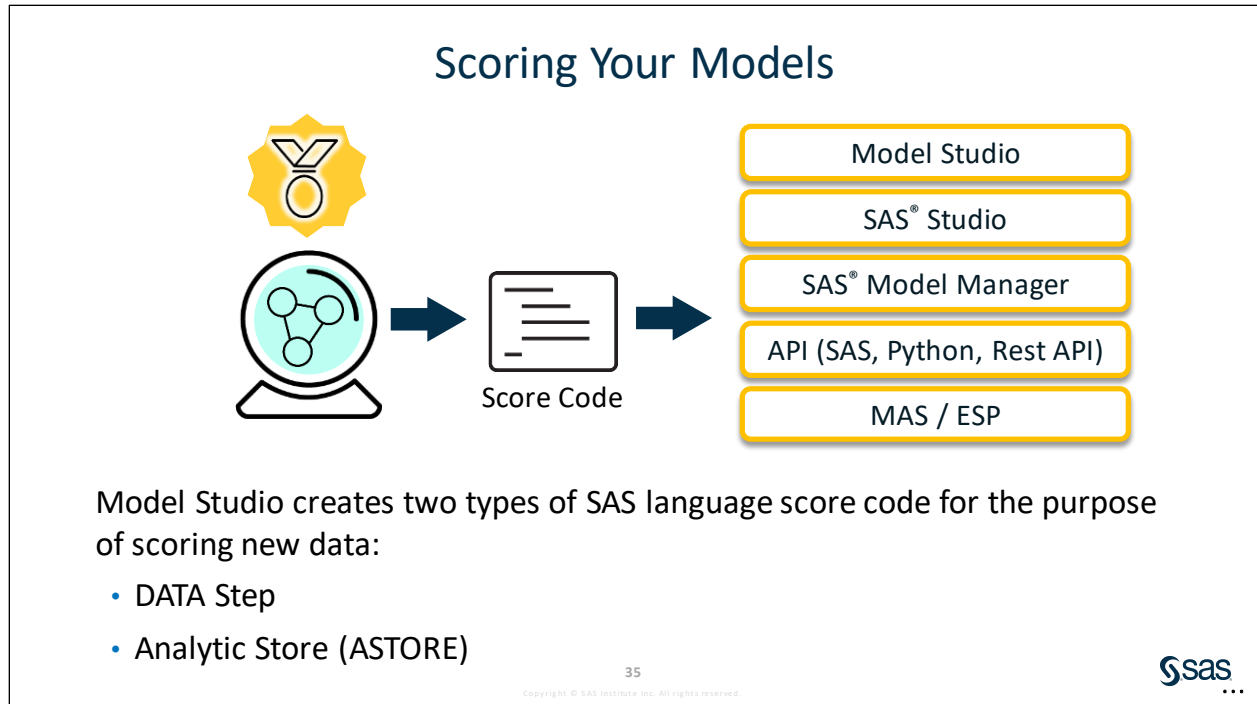 Scoring Your Models
Model Studio
SAS® Studio
SAS® Model Manager
API (SAS, Python, Rest API)
MAS / ESP
Score Code
Model Studio creates two types of SAS language score code for the purpose
of scoring new data:
• DATA Step
• Analytic Store (ASTORE)
35
Copyright © SAS Institute Inc. All rights reserved.
sas
...